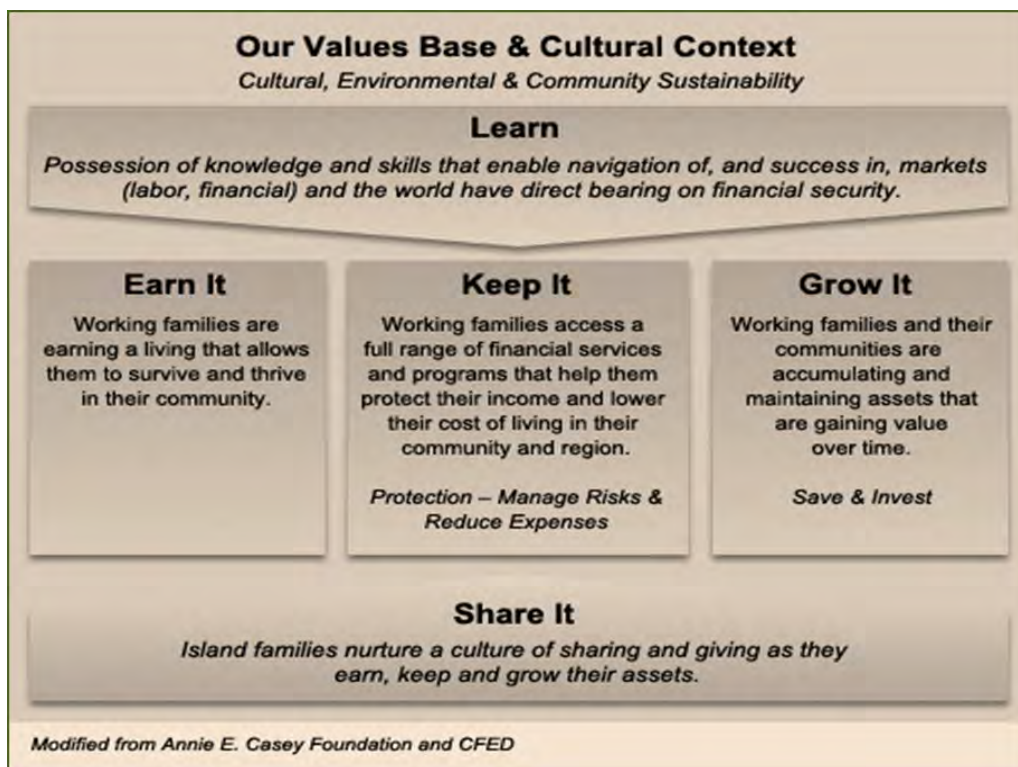 Our Values Base & Cultural Context
Cultural, Environmental & Community Sustainability
Learn
Possession of knowledge and skills that enable navigation of, and success in, markets
(labor, financial) and the world have direct bearing on financial security.
Earn It
Working families are
earning a living that allows
them to survive and thrive
in their community.
Keep It
Working families access a
full range of financial services
and programs that help them
protect their income and lower
their cost of living in their
community and region.
Protection – Manage Risks &
Reduce Expenses
Grow It
Working families and their
communities are
accumulating and
maintaining assets that
are gaining value
over time.
Save & Invest
Share It
Island families nurture a culture of sharing and giving as they
earn, keep and grow their assets.
Modified from Annie E. Casey Foundation and CFED